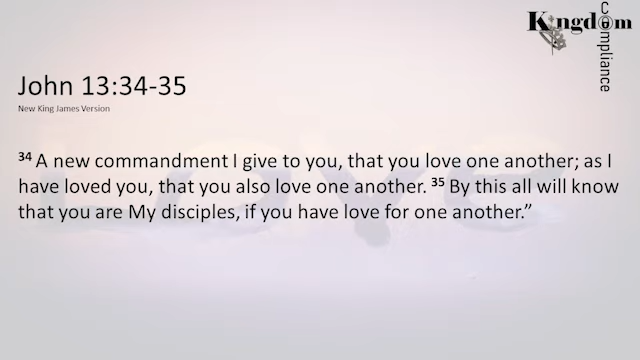 Kingdom
Compliance
John 13:34-35
New King James Version
34 A new commandment I give to you, that you love one another; as I
have loved you, that you also love one another. 35 By this all will know
that you are My disciples, if you have love for one another.”
LOVE